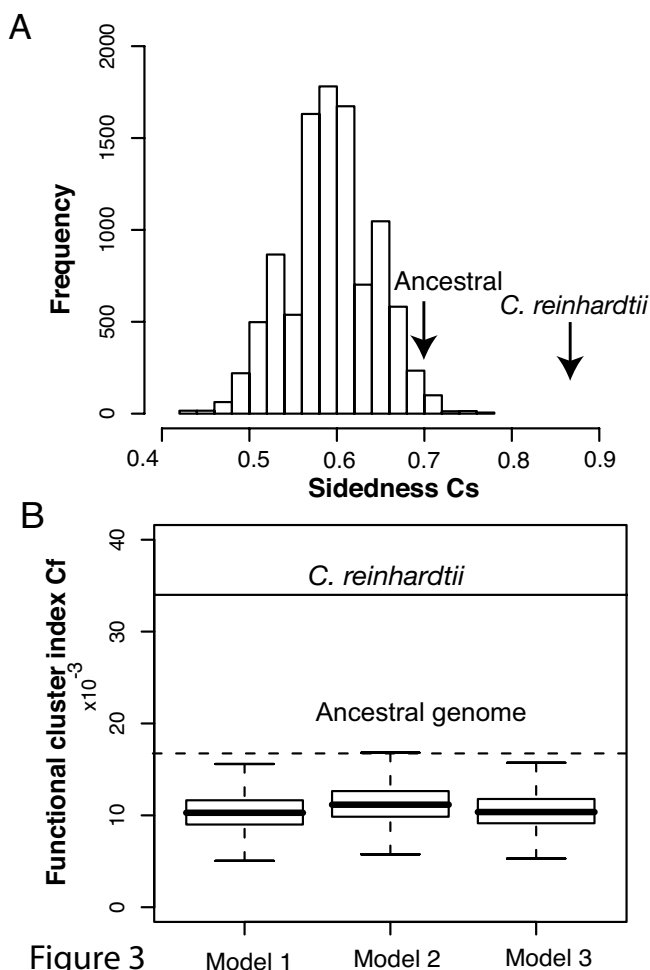 A
Frequency
2000
1500
1000
500
0
Ancestral
C. reinhardtii
0.4 0.5 0.6 0.7 0.8 0.9
Sidedness Cs
B
Functional cluster index Cf
x10⁻³
40
30
20
10
0
C. reinhardtii
Ancestral genome
Model 1 Model 2 Model 3
Figure 3